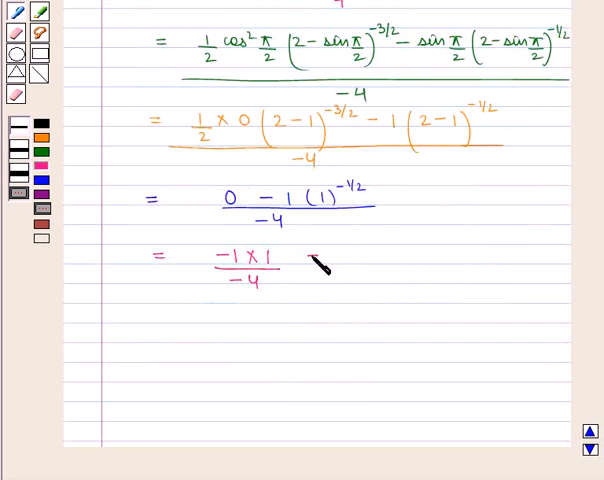 4
= 1/2 cos² π/2 (2 - sin π/2)^-3/2 - sin π/2 (2 - sin π/2)^-1/2
-4
= 1/2 × 0 (2 - 1)^-3/2 - 1 (2 - 1)^-1/2
-4
= 0 - 1 (1)^-1/2
-4
= -1 × 1
-4